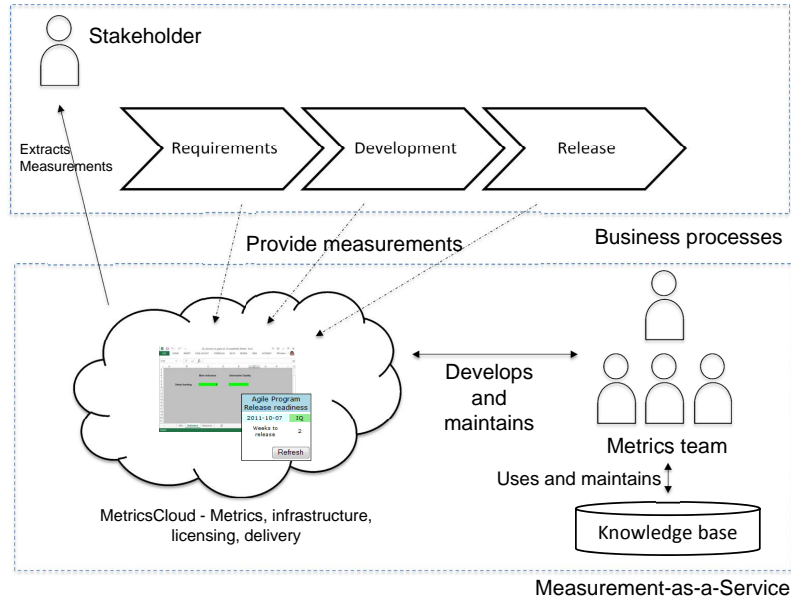 Stakeholder
Extracts
Measurements
Requirements
Development
Release
Provide measurements
Business processes
Agile Program
Release readiness
2011-10-07 IQ
Weeks to
release
2
Refresh
Develops
and
maintains
Metrics team
Uses and maintains
Knowledge base
MetricsCloud - Metrics, infrastructure,
licensing, delivery
Measurement-as-a-Service